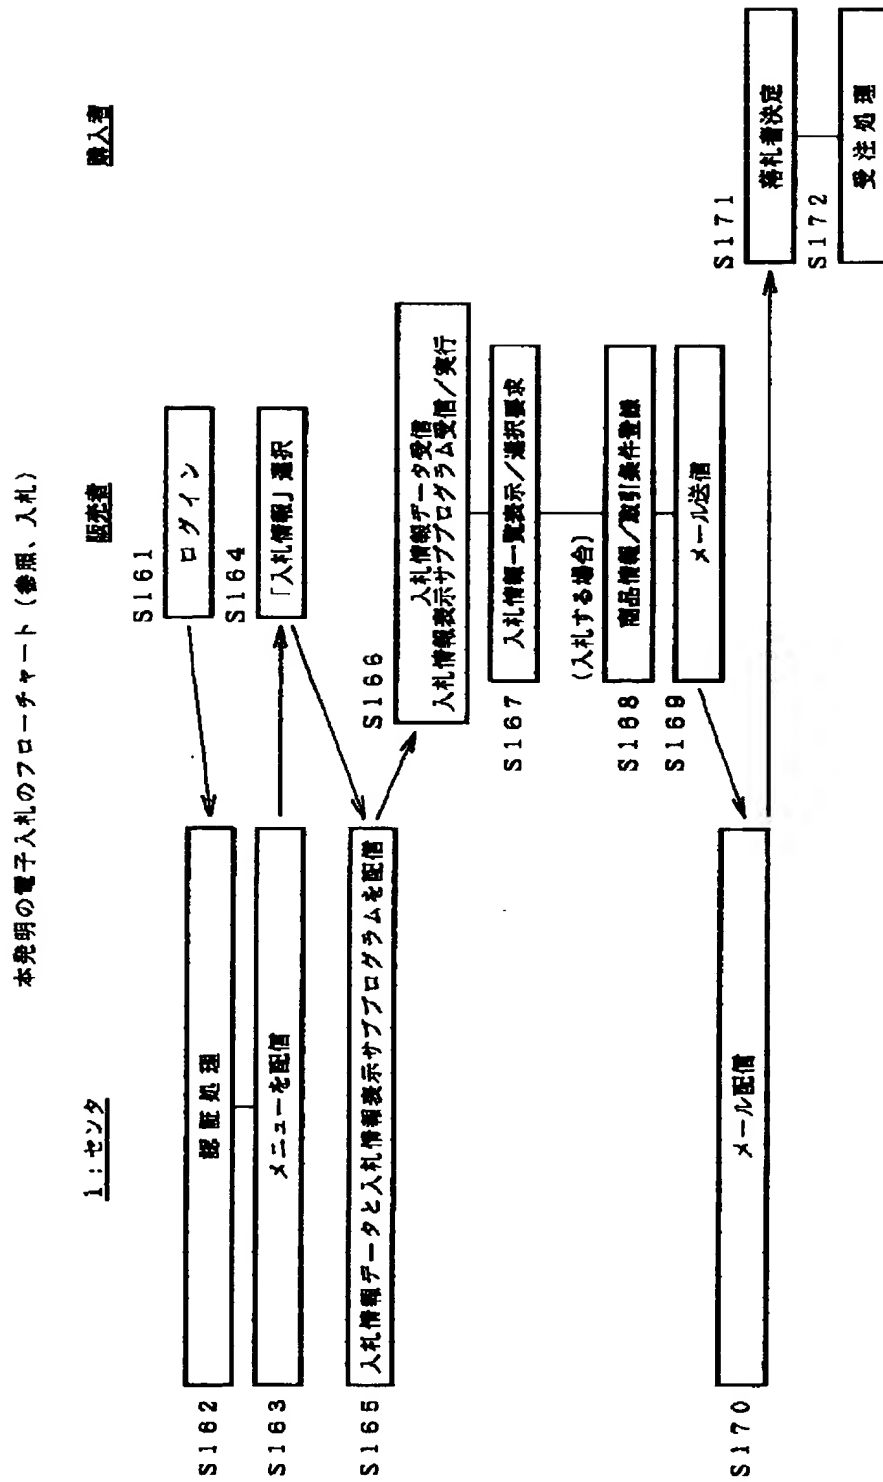 本発明の電子入札のフローチャート（参照、入札）
1：センタ
販売者
購入者
S161
ログイン
S162
認証処理
S163
メニューを配信
S164
「入札情報」選択
S165
入札情報データと入札情報表示サブプログラムを配信
S166
入札情報データ受信
入札情報表示サブプログラム受信／実行
S167
入札情報一覧表示／選択要求
（入札する場合）
S168
商品情報／取引条件登録
S169
メール送信
S170
メール配信
S171
落札者決定
S172
受注処理